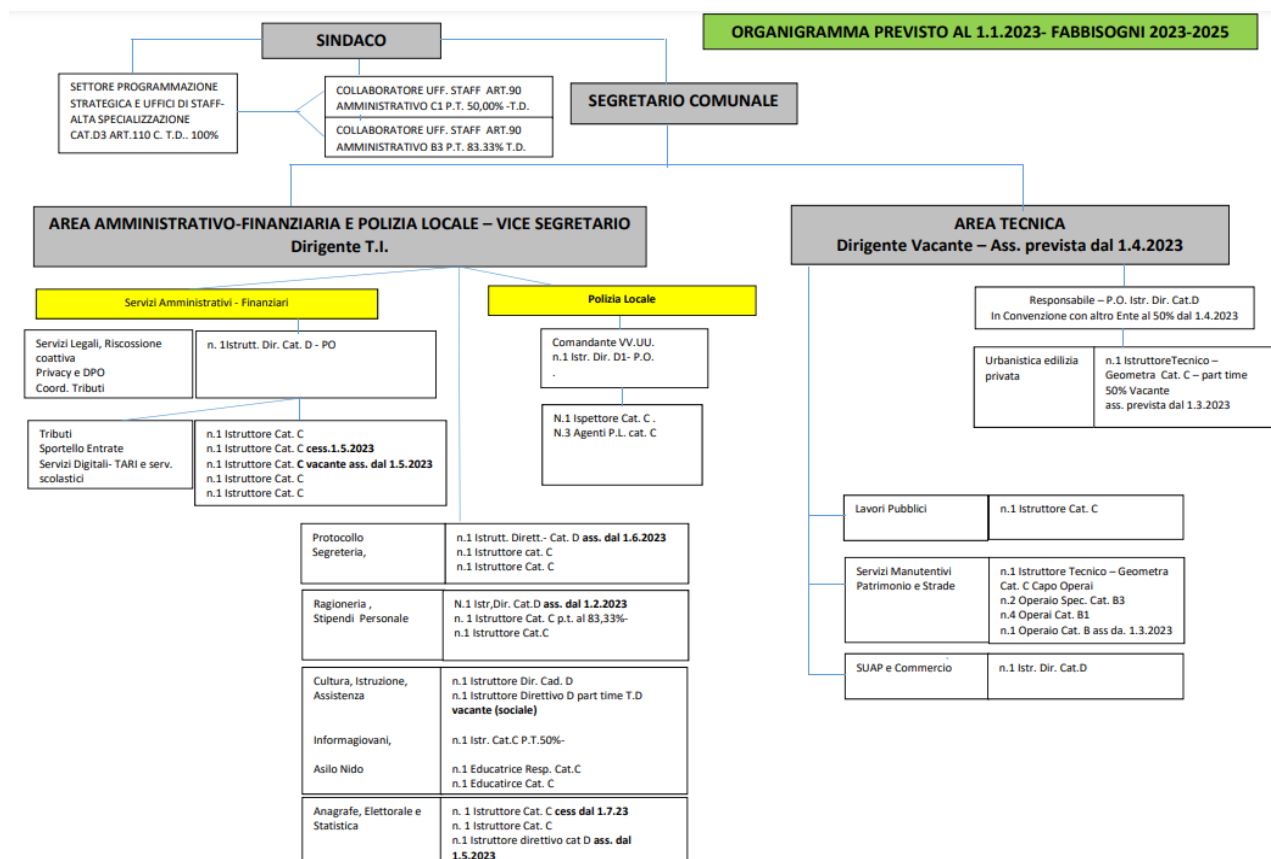 ORGANIGRAMMA PREVISTO AL 1.1.2023- FABBISOGNI 2023-2025
SINDACO
SETTORE PROGRAMMAZIONE
STRATEGICA E UFFICI DI STAFF-
ALTA SPECIALIZZAZIONE
CAT.D3 ART.110 C. T.D.. 100%
COLLABORATORE UFF. STAFF ART.90
AMMINISTRATIVO C1 P.T. 50,00% -T.D.
COLLABORATORE UFF. STAFF ART.90
AMMINISTRATIVO B3 P.T. 83.33% T.D.
SEGRETARIO COMUNALE
AREA AMMINISTRATIVO-FINANZIARIA E POLIZIA LOCALE – VICE SEGRETARIO
Dirigente T.I.
Servizi Amministrativi - Finanziari
Servizi Legali, Riscossione
coattiva
Privacy e DPO
Coord. Tributi
n. 1Istrutt. Dir. Cat. D - PO
Tributi
Sportello Entrate
Servizi Digitali- TARI e serv.
scolastici
n.1 Istruttore Cat. C
n.1 Istruttore Cat. C cess.1.5.2023
n.1 Istruttore Cat. C vacante ass. dal 1.5.2023
n.1 Istruttore Cat. C
n.1 Istruttore Cat. C
Polizia Locale
Comandante VV.UU.
n.1 Istr. Dir. D1- P.O.
.
N.1 Ispettore Cat. C .
N.3 Agenti P.L. cat. C
Protocollo
Segreteria,
n.1 Istrutt. Dirett.- Cat. D ass. dal 1.6.2023
n.1 Istruttore cat. C
n.1 Istruttore Cat. C
Ragioneria ,
Stipendi Personale
N.1 Istr,Dir. Cat.D ass. dal 1.2.2023
n. 1 Istruttore Cat. C p.t. al 83,33%-
n.1 Istruttore Cat.C
Cultura, Istruzione,
Assistenza
n.1 Istruttore Dir. Cad. D
n.1 Istruttore Direttivo D part time T.D
vacante (sociale)
Informagiovani,
n.1 Istr. Cat.C P.T.50%-
Asilo Nido
n.1 Educatrice Resp. Cat.C
n.1 Educatirce Cat. C
Anagrafe, Elettorale e
Statistica
n. 1 Istruttore Cat. C cess dal 1.7.23
n. 1 Istruttore Cat. C
n.1 Istruttore direttivo cat D ass. dal
1.5.2023
AREA TECNICA
Dirigente Vacante – Ass. prevista dal 1.4.2023
Responsabile – P.O. Istr. Dir. Cat.D
In Convenzione con altro Ente al 50% dal 1.4.2023
Urbanistica edilizia
privata
n.1 IstruttoreTecnico –
Geometra Cat. C – part time
50% Vacante
ass. prevista dal 1.3.2023
Lavori Pubblici
n.1 Istruttore Cat. C
Servizi Manutentivi
Patrimonio e Strade
n.1 Istruttore Tecnico – Geometra
Cat. C Capo Operai
n.2 Operaio Spec. Cat. B3
n.4 Operai Cat. B1
n.1 Operaio Cat. B ass da. 1.3.2023
SUAP e Commercio
n.1 Istr. Dir. Cat.D